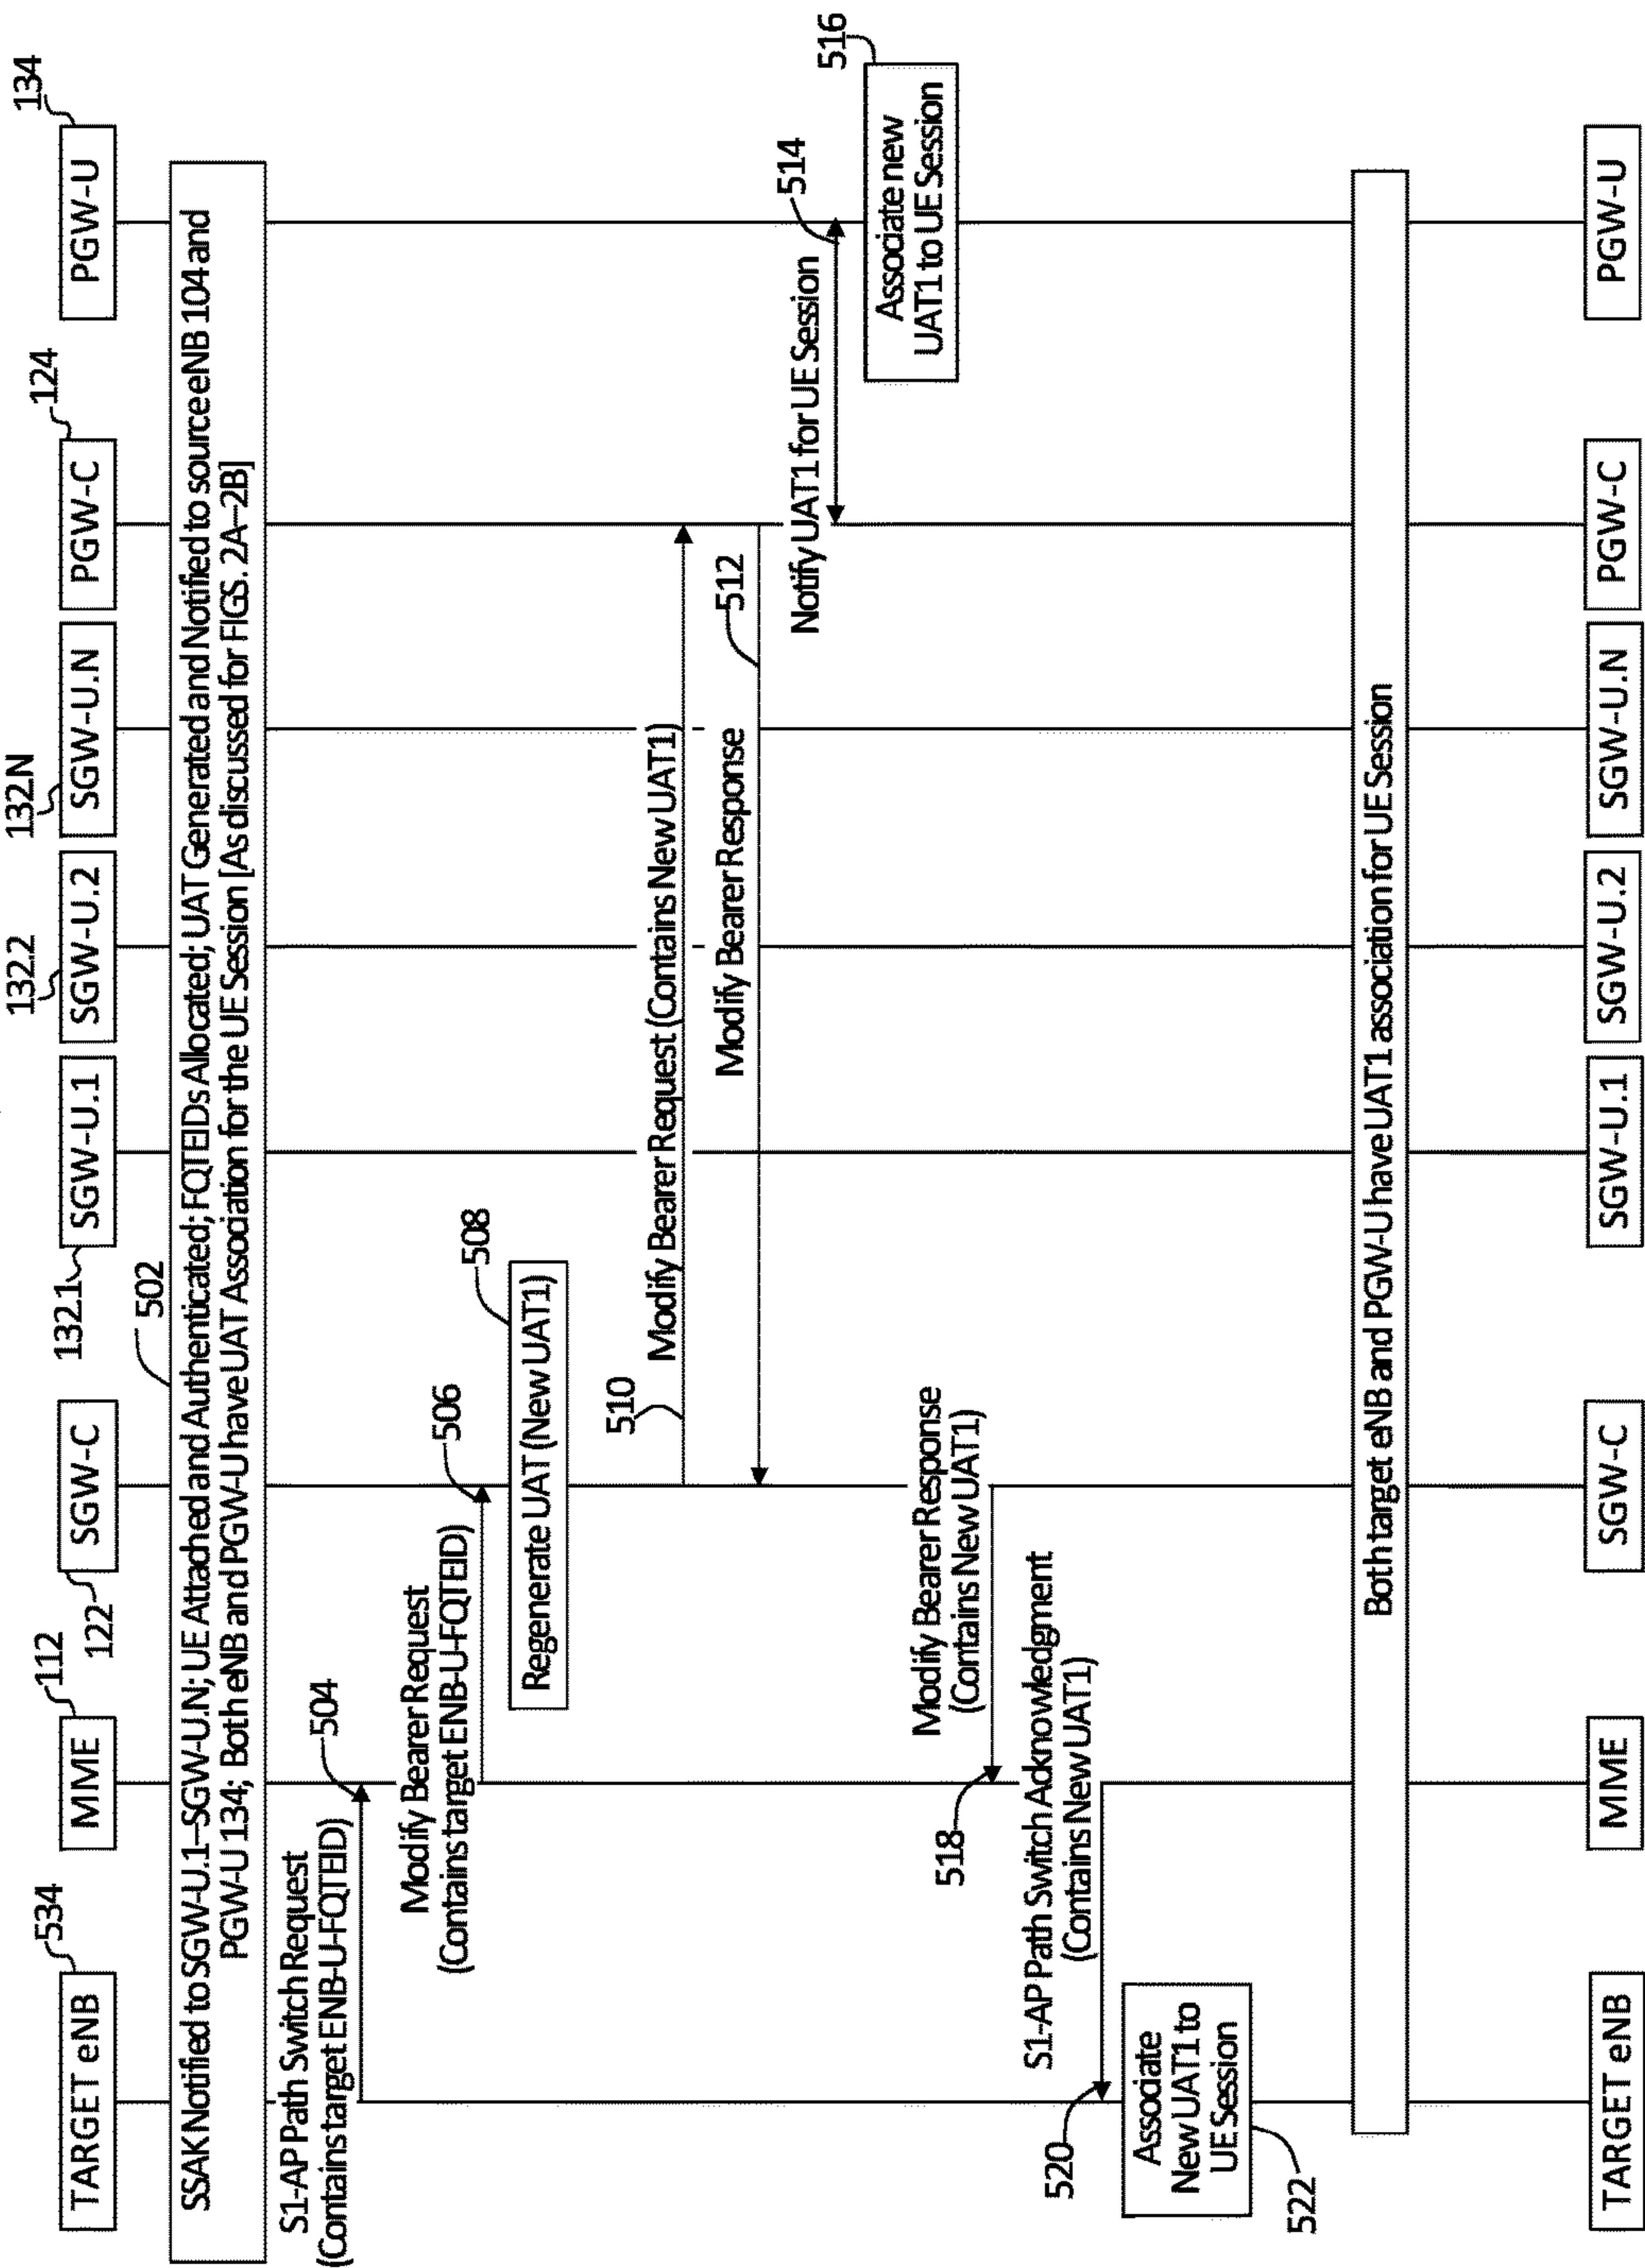 TARGET eNB
534
MME
112
SGW-C
122
SGW-U.1
132.1
SGW-U.2
132.2
SGW-U.N
132.N
PGW-C
124
PGW-U
134
502
SSAK Notified to SGW-U.1–SGW-U.N; UE Attached and Authenticated; FQTEIDs Allocated; UAT Generated and Notified to source eNB 104 and
PGW-U 134; Both eNB and PGW-U have UAT Association for the UE Session [As discussed for FIGS. 2A–2B]
S1-AP Path Switch Request
(Contains target ENB-U-FQTEID)
504
Modify Bearer Request
(Contains target ENB-U-FQTEID)
506
Regenerate UAT (New UAT1)
508
510
Modify Bearer Request (Contains New UAT1)
Modify Bearer Response
512
Notify UAT1 for UE Session
514
Associate new
UAT1 to UE Session
516
Modify Bearer Response
(Contains New UAT1)
518
S1-AP Path Switch Acknowledgment
(Contains New UAT1)
520
Associate
New UAT1 to
UE Session
522
Both target eNB and PGW-U have UAT1 association for UE Session
TARGET eNB
MME
SGW-C
SGW-U.1
SGW-U.2
SGW-U.N
PGW-C
PGW-U